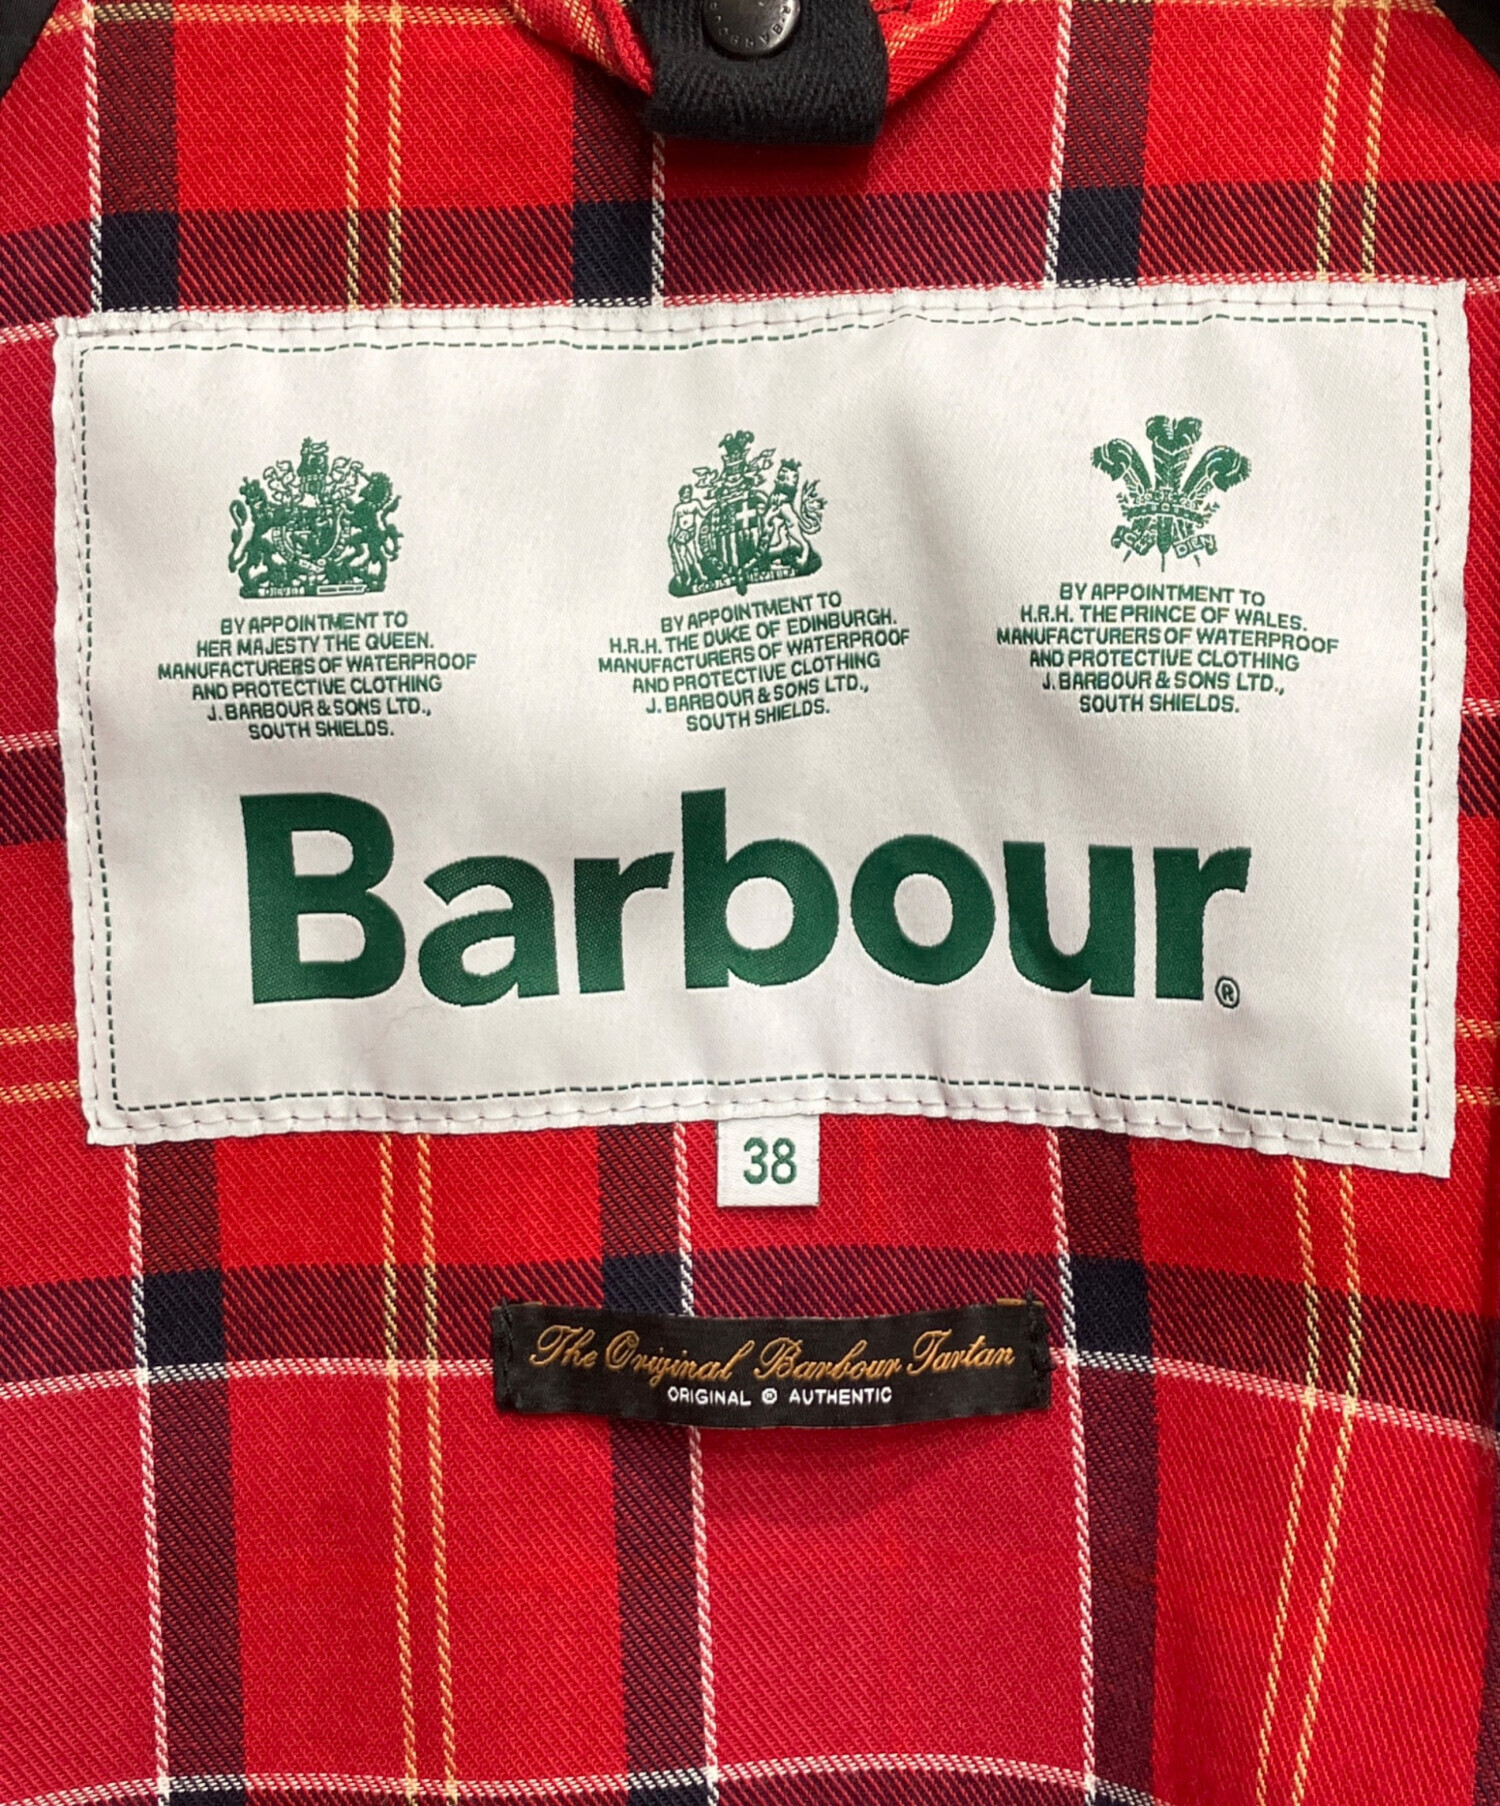 BY APPOINTMENT TO
HER MAJESTY THE QUEEN.
MANUFACTURERS OF WATERPROOF
AND PROTECTIVE CLOTHING
J. BARBOUR & SONS LTD.,
SOUTH SHIELDS.
BY APPOINTMENT TO
H.R.H. THE DUKE OF EDINBURGH.
MANUFACTURERS OF WATERPROOF
AND PROTECTIVE CLOTHING
J. BARBOUR & SONS LTD.,
SOUTH SHIELDS.
DIEN
BY APPOINTMENT TO
H.R.H. THE PRINCE OF WALES.
MANUFACTURERS OF WATERPROOF
AND PROTECTIVE CLOTHING
J. BARBOUR & SONS LTD.,
SOUTH SHIELDS.
Barbour®
38
The Original Barbour Tartan
ORIGINAL ® AUTHENTIC